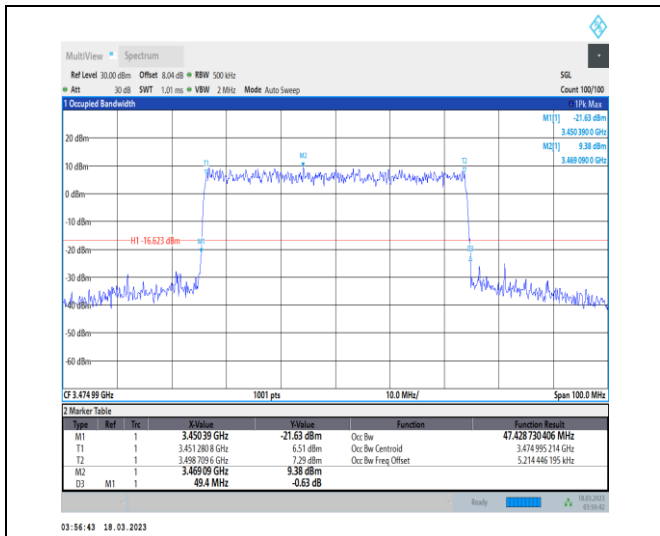 MultiView Spectrum
Ref Level 30.00 dBm Offset 8.04 dB RBW 500 kHz SGL
Att 30 dB SWT 1.01 ms VBW 2 MHz Mode Auto Sweep Count 100/100
1 Occupied Bandwidth 1Pk Max
M1[1] -21.63 dBm
3.450 390 0 GHz
M2[1] 9.38 dBm
3.469 090 0 GHz
20 dBm
M2
T1 T2
10 dBm
0 dBm
-10 dBm
H1 -16.623 dBm M1
-20 dBm
D3
-30 dBm
-40 dBm
-50 dBm
-60 dBm
CF 3.474 99 GHz 1001 pts 10.0 MHz/ Span 100.0 MHz
2 Marker Table
Type Ref Trc X-Value Y-Value Function Function Result
M1 1 3.450 39 GHz -21.63 dBm Occ Bw 47.428 730 406 MHz
T1 1 3.451 280 8 GHz 6.51 dBm Occ Bw Centroid 3.474 995 214 GHz
T2 1 3.498 709 6 GHz 7.29 dBm Occ Bw Freq Offset 5.214 446 195 kHz
M2 1 3.469 09 GHz 9.38 dBm
D3 M1 1 49.4 MHz -0.63 dB
Ready 18.03.2023
03:56:42
03:56:43 18.03.2023